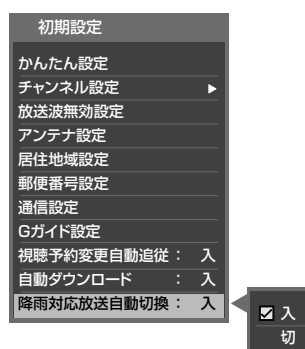 初期設定
かんたん設定
チャンネル設定
放送波無効設定
アンテナ設定
居住地域設定
郵便番号設定
通信設定
Gガイド設定
視聴予約変更自動追従： 入
自動ダウンロード ： 入
降雨対応放送自動切換： 入
入
切